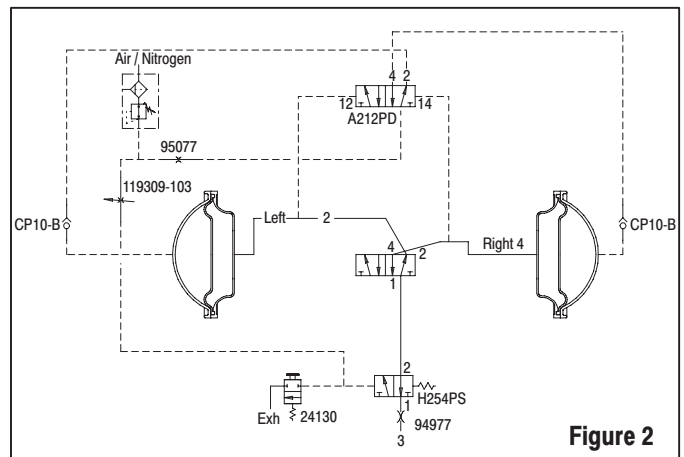 Air / Nitrogen
4 2
12 14
A212PD
95077
119309-103
CP10-B
CP10-B
Left 2
4 2
Right 4
1
2
H254PS
1
24130
Exh
94977
3
Figure 2